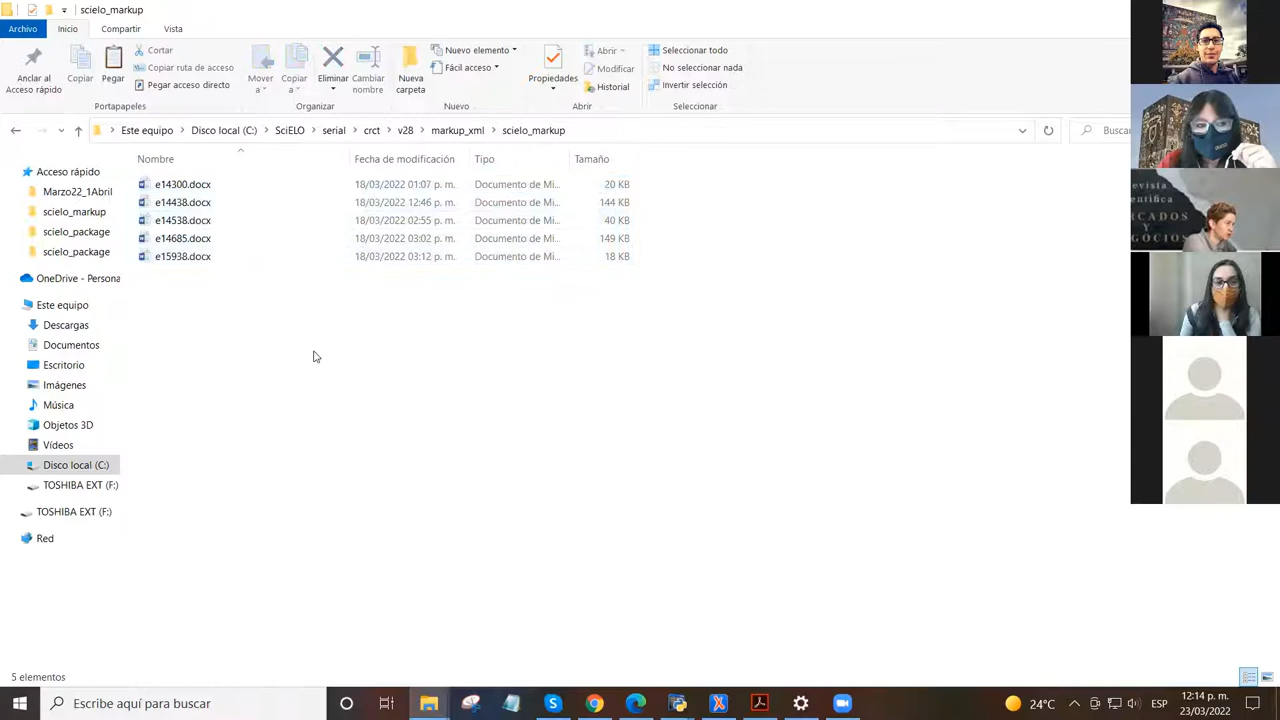 scielo_markup
Archivo Inicio Compartir Vista
Anclar al Acceso rápido
Copiar
Pegar
Cortar
Copiar ruta de acceso
Pegar acceso directo
Portapapeles
Mover a
Copiar a
Eliminar
Cambiar nombre
Organizar
Nueva carpeta
Nuevo elemento
Fácil acceso
Nuevo
Propiedades
Abrir
Modificar
Historial
Abrir
Seleccionar todo
No seleccionar nada
Invertir selección
Seleccionar
Este equipo > Disco local (C:) > SciELO > serial > crct > v28 > markup_xml > scielo_markup
Busca
Nombre Fecha de modificación Tipo Tamaño
e14300.docx 18/03/2022 01:07 p. m. Documento de Mi... 20 KB
e14438.docx 18/03/2022 12:46 p. m. Documento de Mi... 144 KB
e14538.docx 18/03/2022 02:55 p. m. Documento de Mi... 40 KB
e14685.docx 18/03/2022 03:02 p. m. Documento de Mi... 149 KB
e15938.docx 18/03/2022 03:12 p. m. Documento de Mi... 18 KB
Acceso rápido
Marzo22_1Abril
scielo_markup
scielo_package
scielo_package
OneDrive - Persona
Este equipo
Descargas
Documentos
Escritorio
Imágenes
Música
Objetos 3D
Vídeos
Disco local (C:)
TOSHIBA EXT (F:)
TOSHIBA EXT (F:)
Red
5 elementos
Escribe aquí para buscar
24°C
ESP
12:14 p. m.
23/03/2022
evista
entífica
RCADOS
Y
GOCIOS